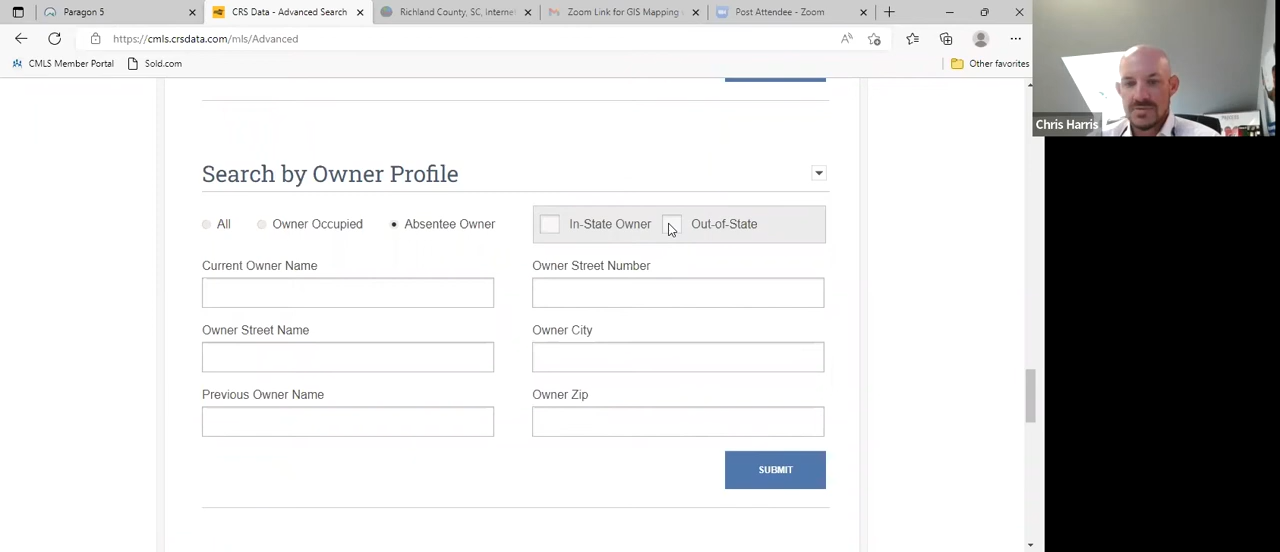 Paragon 5
CRS Data - Advanced Search
Richland County, SC, Internet
Zoom Link for GIS Mapping
Post Attendee - Zoom
https://cmls.crsdata.com/mls/Advanced
CMLS Member Portal
Sold.com
Other favorites
Chris Harris
Search by Owner Profile
All
Owner Occupied
Absentee Owner
In-State Owner
Out-of-State
Current Owner Name
Owner Street Number
Owner Street Name
Owner City
Previous Owner Name
Owner Zip
SUBMIT